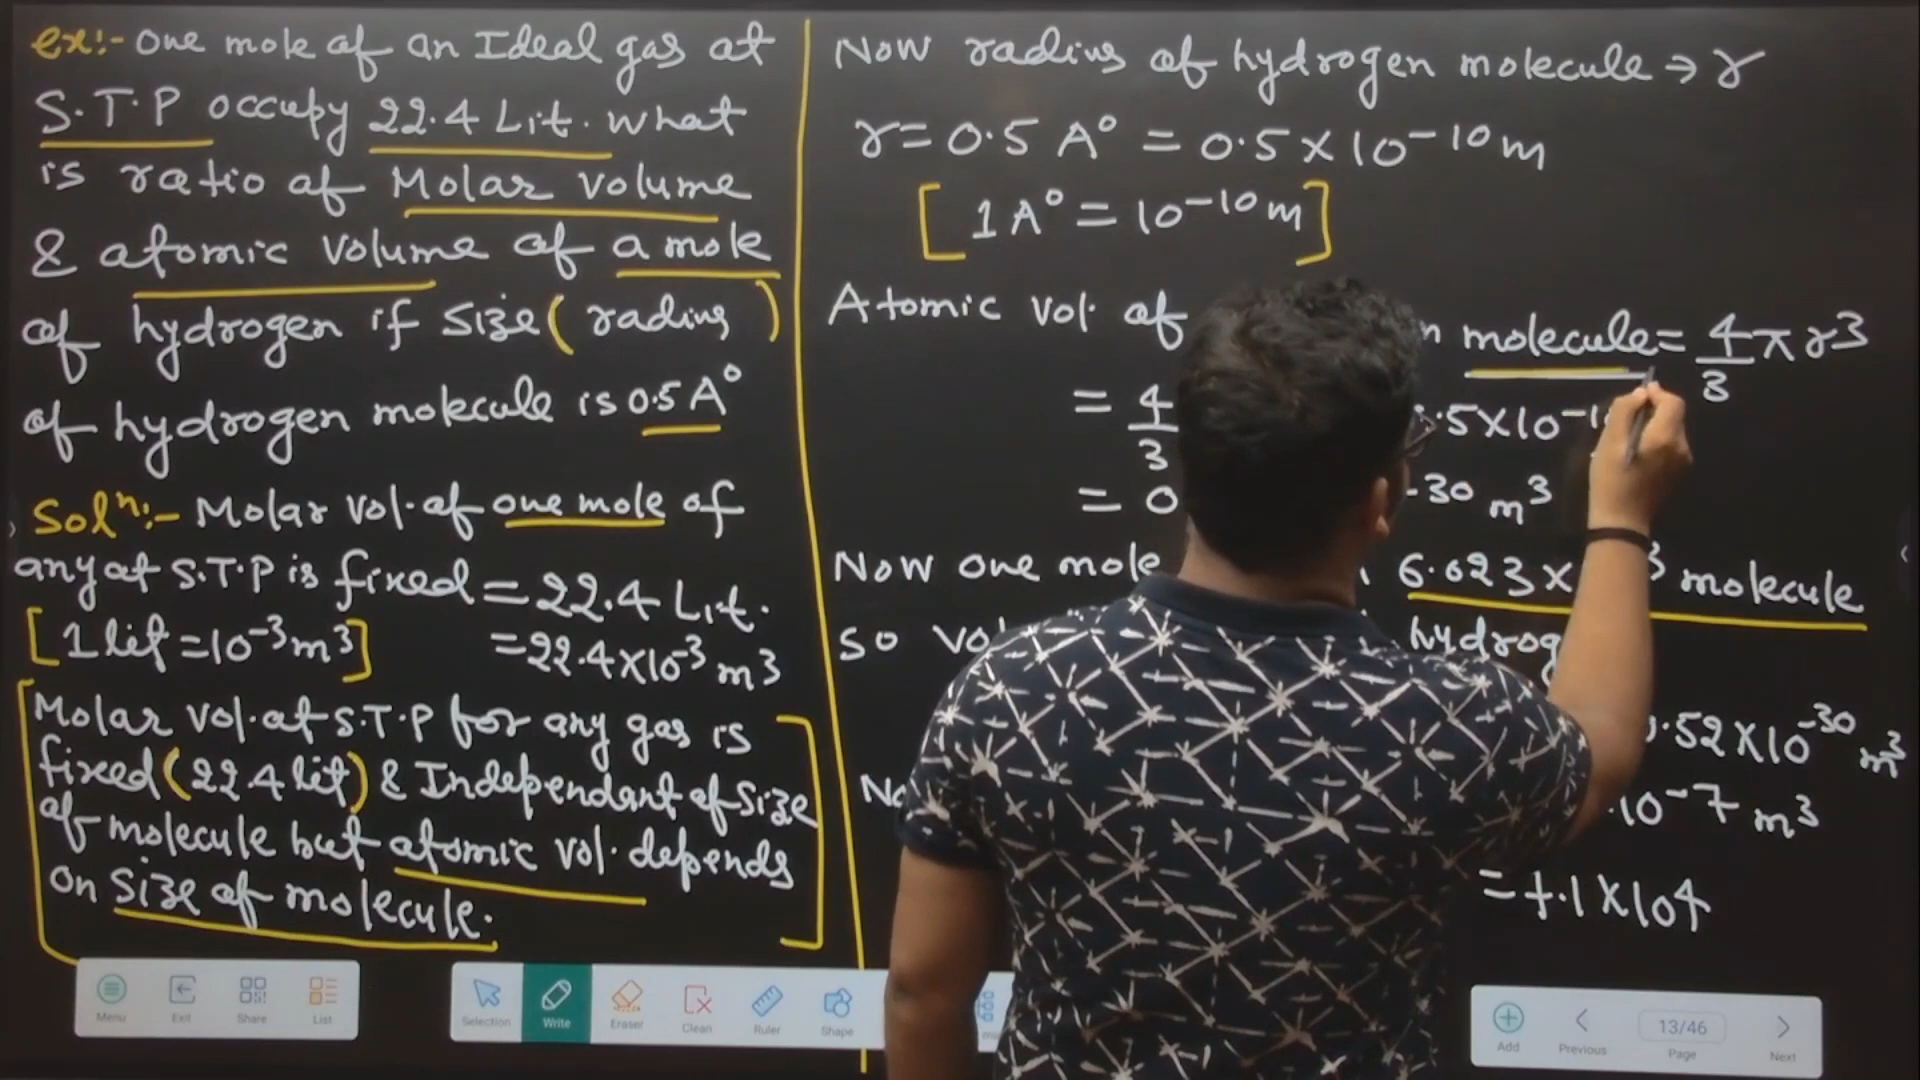 ex:- One mole of an Ideal gas at
S.T.P occupy 22.4 Lit. what
is ratio of Molar volume
& atomic volume of a mole
of hydrogen if size (radius)
of hydrogen molecule is 0.5 A°
Solⁿ:- Molar vol. of one mole of
any at S.T.P is fixed = 22.4 Lit.
[1 lit = 10⁻³ m³] = 22.4 × 10⁻³ m³
Molar vol. at S.T.P for any gas is
fixed (22.4 lit) & Independant of size
of molecule but atomic vol. depends
on size of molecule.
Now radius of hydrogen molecule → r
r = 0.5 A° = 0.5 × 10⁻¹⁰ m
[1 A° = 10⁻¹⁰ m]
Atomic vol. of molecule = 4/3 π r³
= 4/3 .5 × 10
= 0 -30 m³
Now one mole 6.023 × 3 molecule
so vol
.52 × 10⁻³⁰ m³
10⁻⁷ m³
= 7.1 × 10⁴
Menu Exit Share List
Selection Write Eraser Clean Ruler Shape
Add Previous 13/46 Page Next